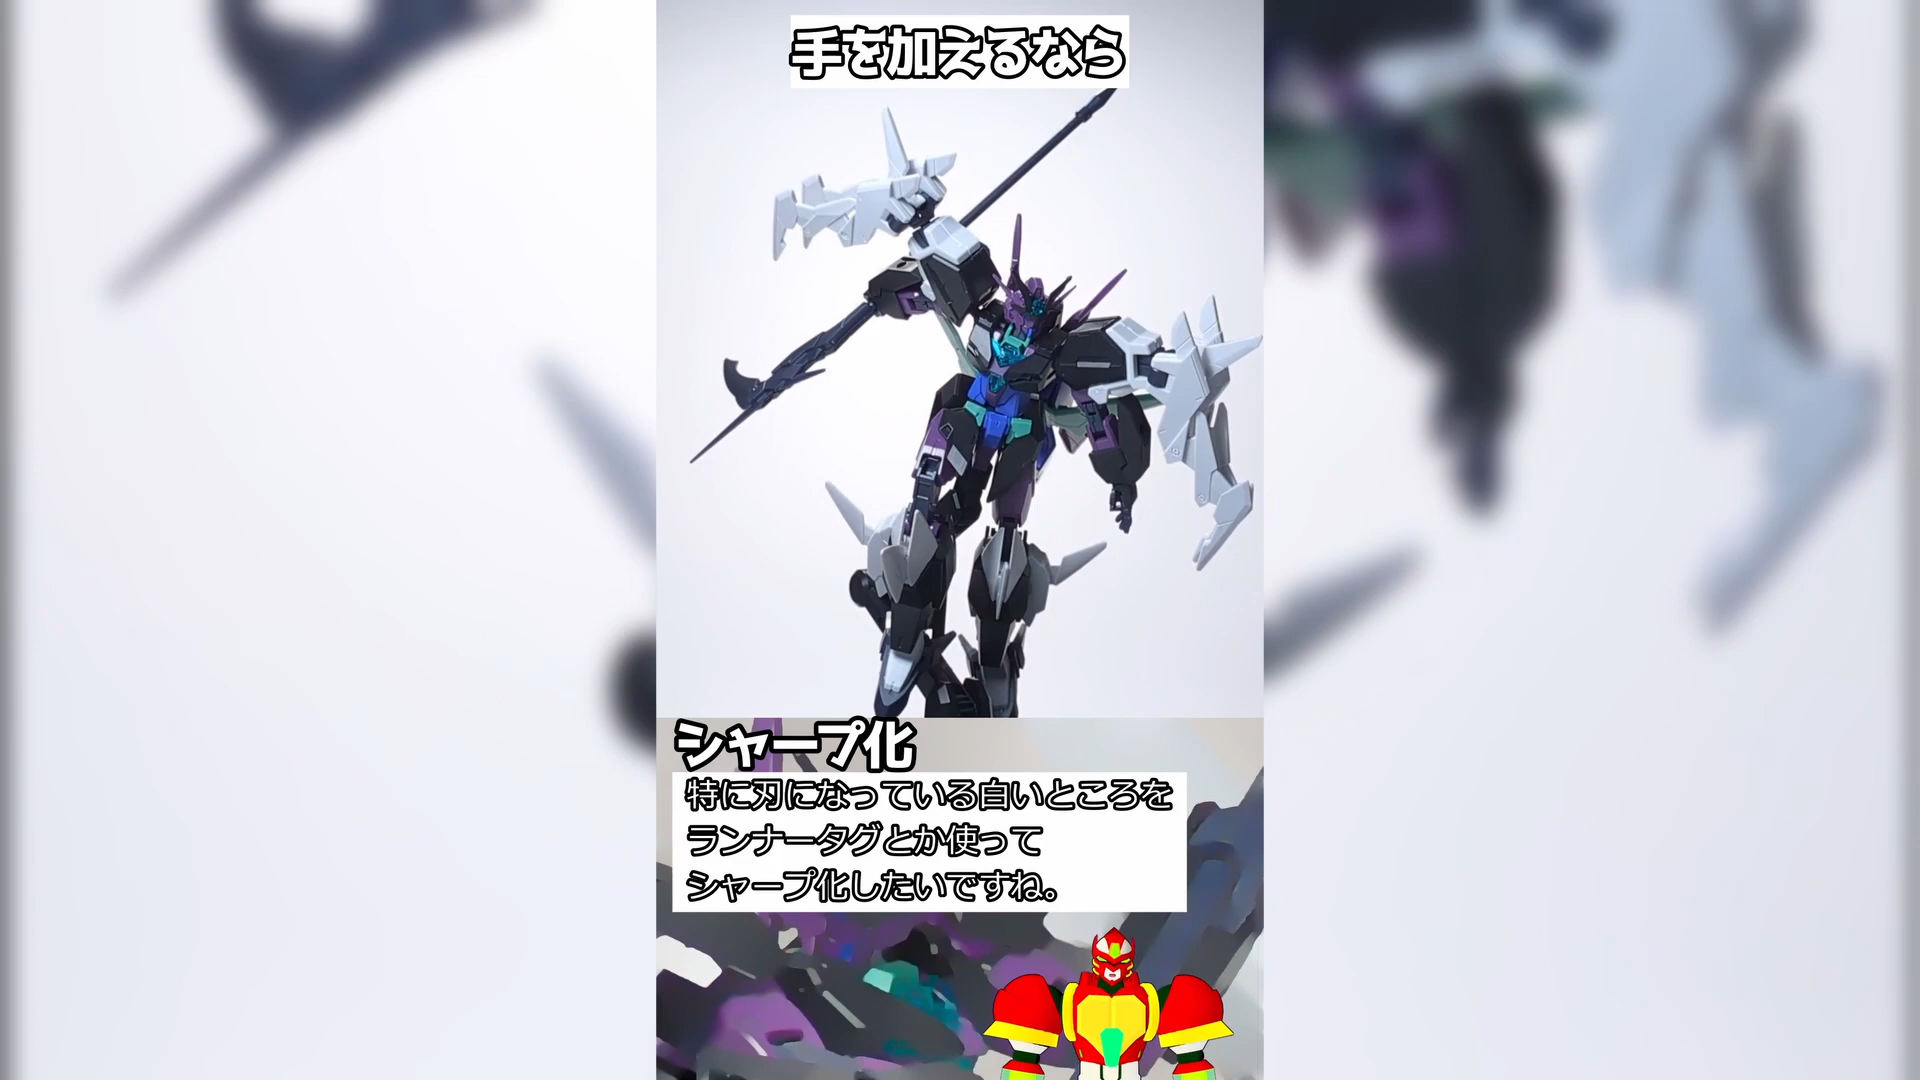 手を加えるなら
シャープ化
特に刃になっている白いところを
ランナータグとか使って
シャープ化したいですね。